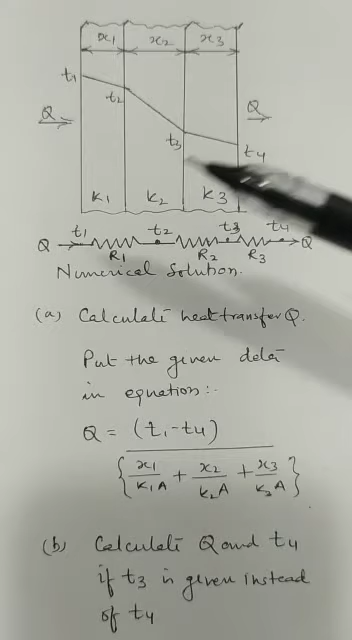 x1 x2 x3
t1
t2
Q Q
t3
t4
K1 K2 K3
t1 t2 t3 t4
Q Q
R1 R2 R3
Numerical Solution.
(a) Calculate heat transfer Q.
Put the given data
in equation:-
Q = (t1-t4)
{x1/K1A + x2/K2A + x3/K3A}
(b) Calculate Q and t4
if t3 is given instead
of t4